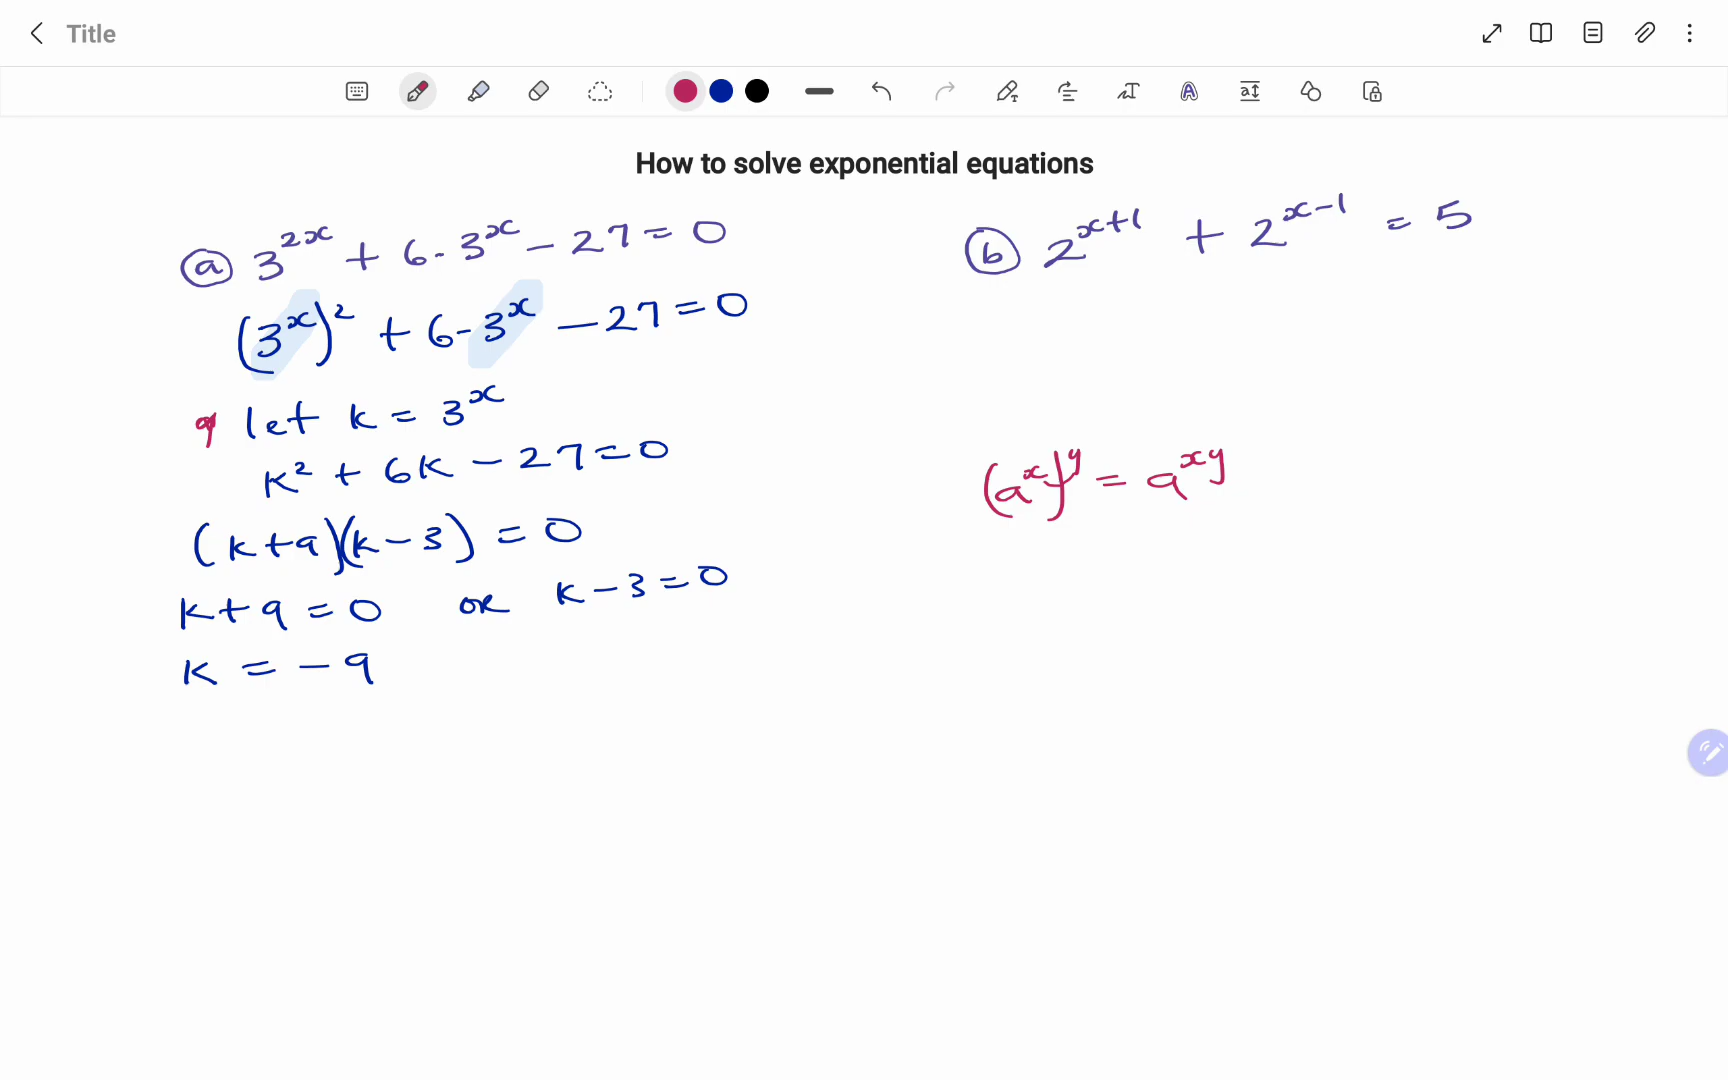 Title
How to solve exponential equations
(a) 3^{2x} + 6·3^x − 27 = 0
(3^x)^2 + 6·3^x − 27 = 0
let k = 3^x
k^2 + 6k − 27 = 0
(k+9)(k−3) = 0
k+9 = 0 or k−3 = 0
k = −9
(b) 2^{x+1} + 2^{x−1} = 5
(a^x)^y = a^{xy}